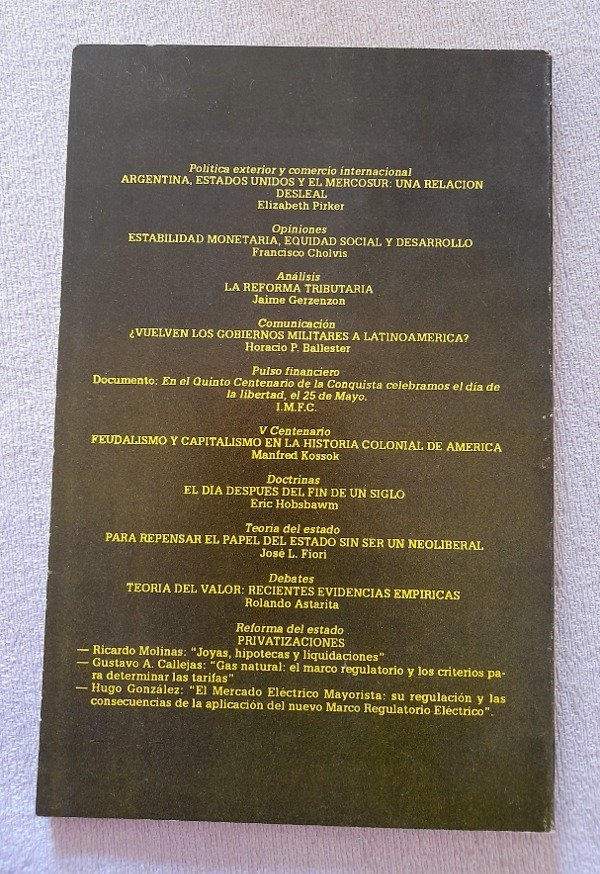 Política exterior y comercio internacional
ARGENTINA, ESTADOS UNIDOS Y EL MERCOSUR: UNA RELACION
DESLEAL
Elizabeth Pirker
Opiniones
ESTABILIDAD MONETARIA, EQUIDAD SOCIAL Y DESARROLLO
Francisco Cholvis
Análisis
LA REFORMA TRIBUTARIA
Jaime Gerzenzon
Comunicación
¿VUELVEN LOS GOBIERNOS MILITARES A LATINOAMERICA?
Horacio P. Ballester
Pulso financiero
Documento: En el Quinto Centenario de la Conquista celebramos el día de
la libertad, el 25 de Mayo.
I.M.F.C.
V Centenario
FEUDALISMO Y CAPITALISMO EN LA HISTORIA COLONIAL DE AMERICA
Manfred Kossok
Doctrinas
EL DIA DESPUES DEL FIN DE UN SIGLO
Eric Hobsbawm
Teoría del estado
PARA REPENSAR EL PAPEL DEL ESTADO SIN SER UN NEOLIBERAL
José L. Fiori
Debates
TEORIA DEL VALOR: RECIENTES EVIDENCIAS EMPIRICAS
Rolando Astarita
Reforma del estado
PRIVATIZACIONES
— Ricardo Molinas: "Joyas, hipotecas y liquidaciones"
— Gustavo A. Callejas: "Gas natural: el marco regulatorio y los criterios pa-
ra determinar las tarifas"
— Hugo González: "El Mercado Eléctrico Mayorista: su regulación y las
consecuencias de la aplicación del nuevo Marco Regulatorio Eléctrico".